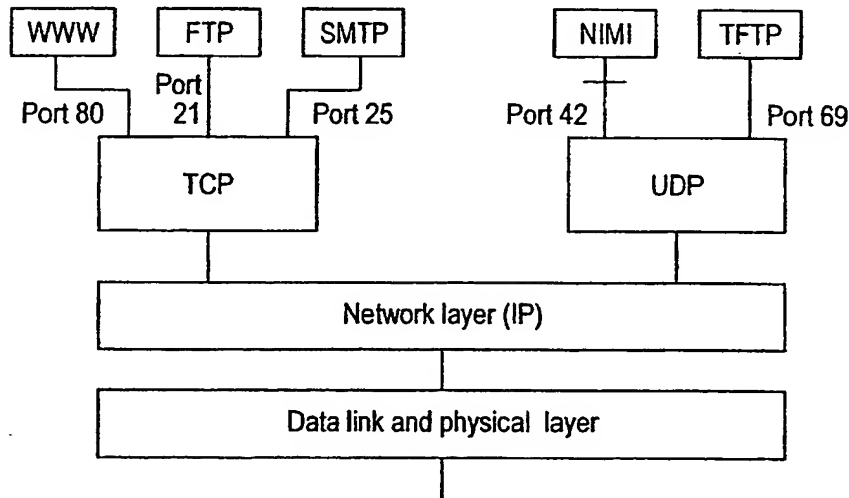 WWW
FTP
SMTP
NIMI
TFTP
Port
21
Port 80
Port 25
Port 42
Port 69
TCP
UDP
Network layer (IP)
Data link and physical layer